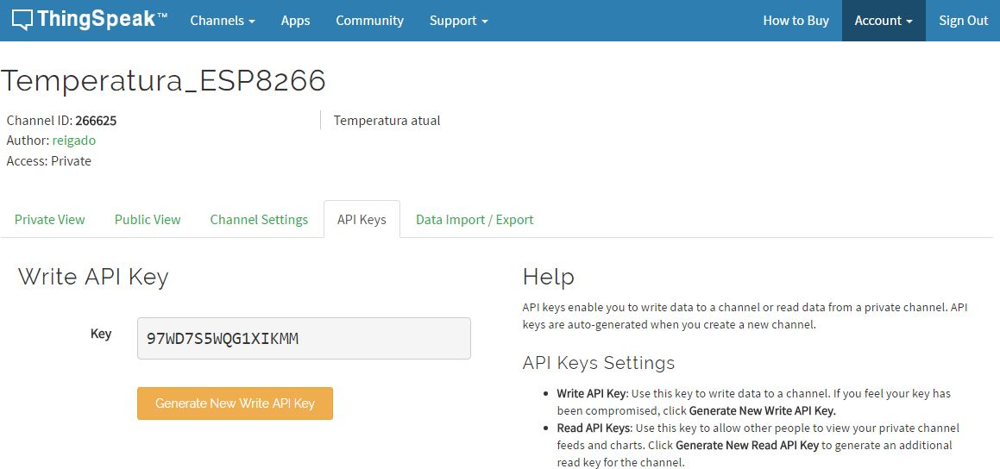 ThingSpeak™ Channels Apps Community Support How to Buy Account Sign Out
Temperatura_ESP8266
Channel ID: 266625
Author: reigado
Access: Private
Temperatura atual
Private View Public View Channel Settings API Keys Data Import / Export
Write API Key
Key 97WD7S5WQG1XIKMM
Generate New Write API Key
Help
API keys enable you to write data to a channel or read data from a private channel. API
keys are auto-generated when you create a new channel.
API Keys Settings
• Write API Key: Use this key to write data to a channel. If you feel your key has
been compromised, click Generate New Write API Key.
• Read API Keys: Use this key to allow other people to view your private channel
feeds and charts. Click Generate New Read API Key to generate an additional
read key for the channel.